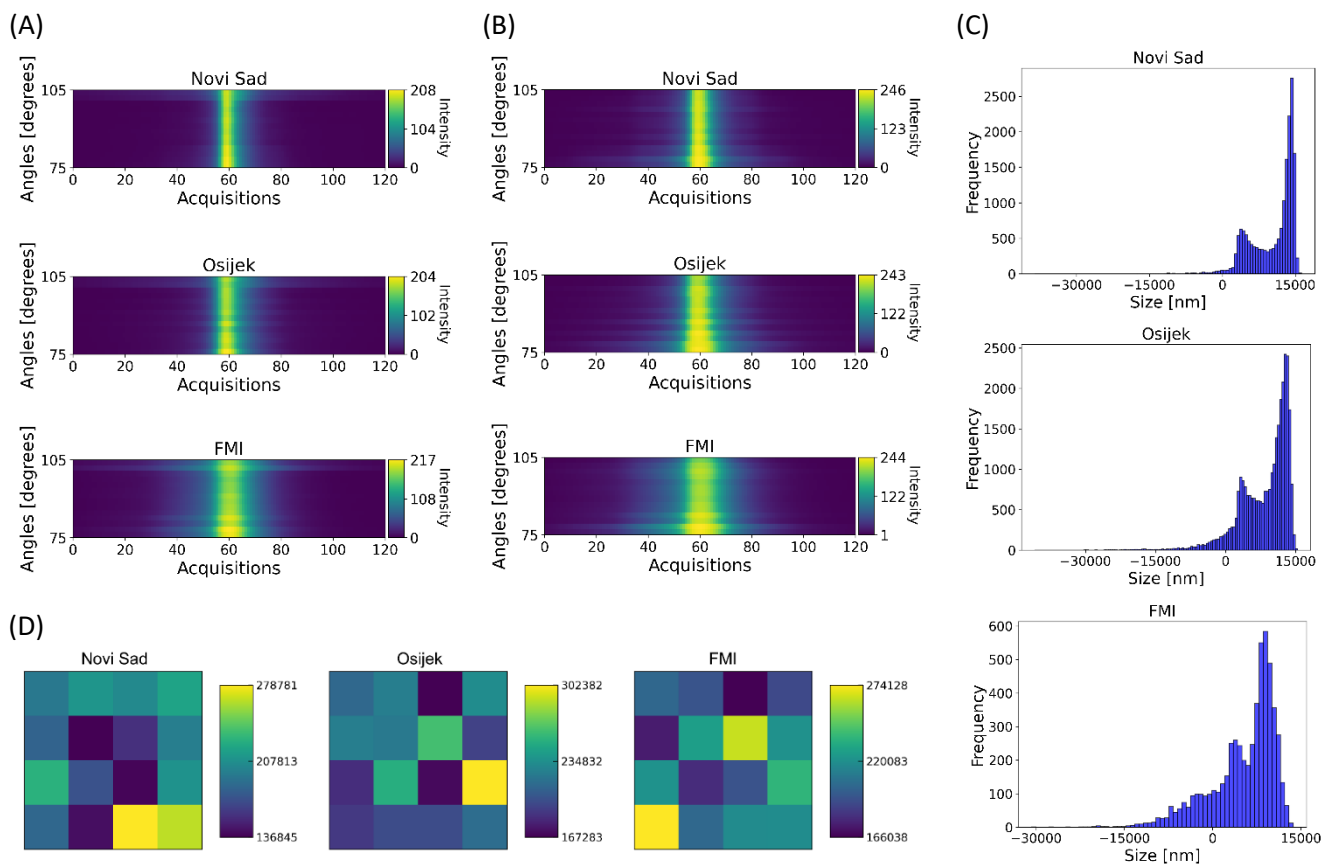 (A)
Novi Sad
Angles [degrees]
105
75
0 20 40 60 80 100 120
Acquisitions
208
104
0
Intensity
Osijek
Angles [degrees]
105
75
0 20 40 60 80 100 120
Acquisitions
204
102
0
Intensity
FMI
Angles [degrees]
105
75
0 20 40 60 80 100 120
Acquisitions
217
108
0
Intensity
(B)
Novi Sad
Angles [degrees]
105
75
0 20 40 60 80 100 120
Acquisitions
246
123
0
Intensity
Osijek
Angles [degrees]
105
75
0 20 40 60 80 100 120
Acquisitions
243
122
0
Intensity
FMI
Angles [degrees]
105
75
0 20 40 60 80 100 120
Acquisitions
244
122
1
Intensity
(C)
Novi Sad
Frequency
2500
2000
1500
1000
500
0
−30000 −15000 0 15000
Size [nm]
Osijek
Frequency
2500
2000
1500
1000
500
0
−30000 −15000 0 15000
Size [nm]
FMI
Frequency
600
500
400
300
200
100
0
−30000 −15000 0 15000
Size [nm]
(D)
Novi Sad
278781
207813
136845
Osijek
302382
234832
167283
FMI
274128
220083
166038